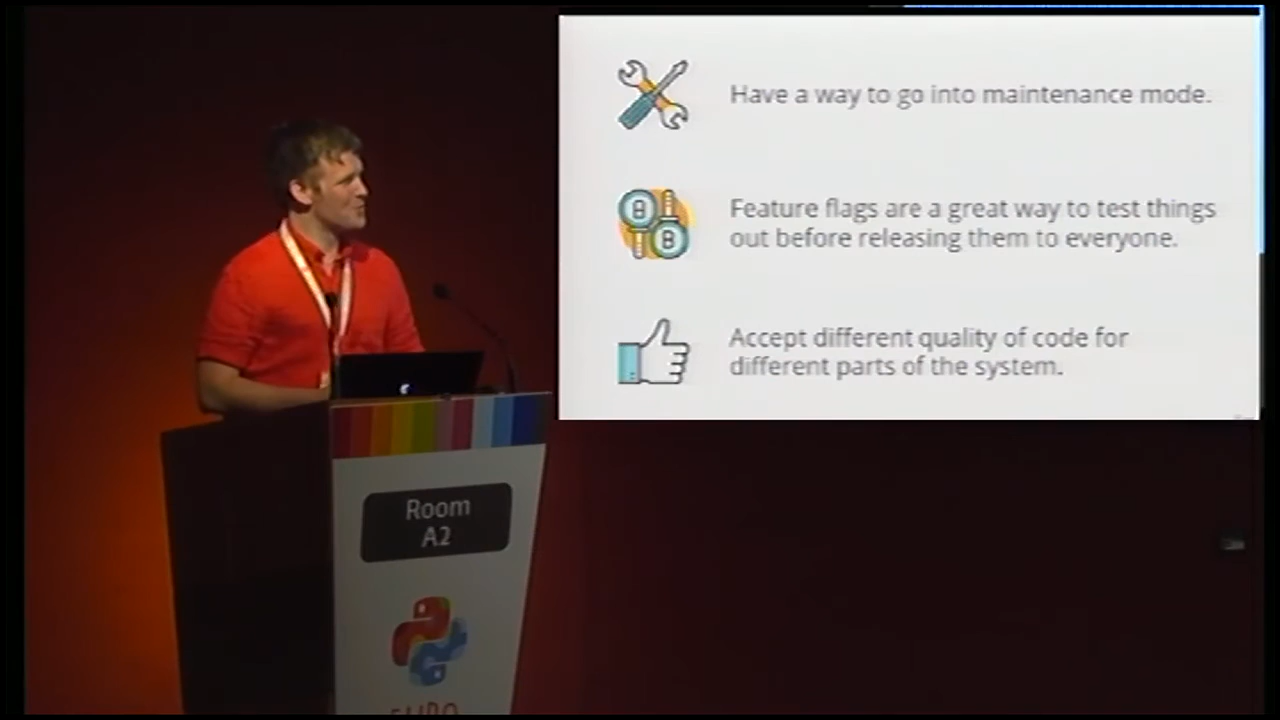 Have a way to go into maintenance mode.
Feature flags are a great way to test things
out before releasing them to everyone.
Accept different quality of code for
different parts of the system.
Room
A2
EURO